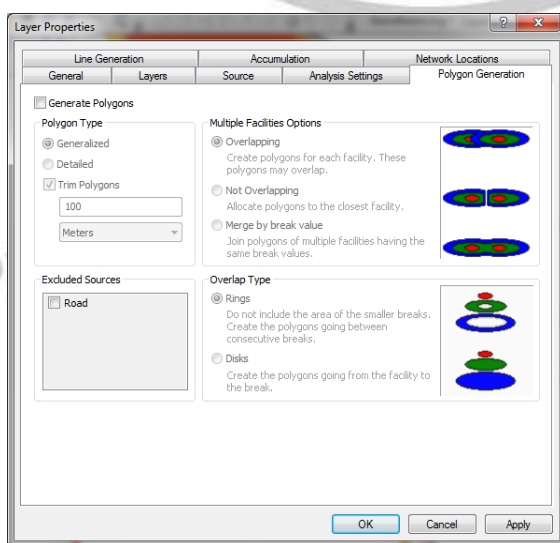 Layer Properties
Line Generation
Accumulation
Network Locations
General
Layers
Source
Analysis Settings
Polygon Generation
Generate Polygons
Polygon Type
Generalized
Detailed
Trim Polygons
100
Meters
Multiple Facilities Options
Overlapping
Create polygons for each facility. These
polygons may overlap.
Not Overlapping
Allocate polygons to the closest facility.
Merge by break value
Join polygons of multiple facilities having the
same break values.
Excluded Sources
Road
Overlap Type
Rings
Do not include the area of the smaller breaks.
Create the polygons going between
consecutive breaks.
Disks
Create the polygons going from the facility to
the break.
OK
Cancel
Apply